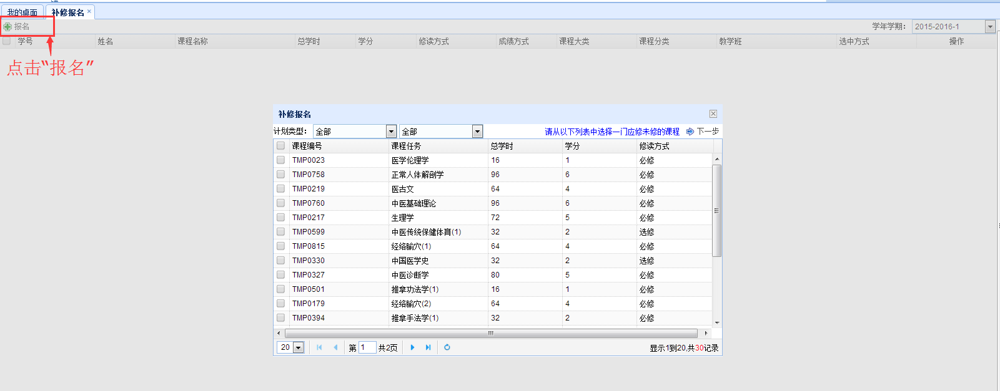 我的桌面 补修报名
报名 学年学期： 2015-2016-1
学号 姓名 课程名称 总学时 学分 修读方式 成绩方式 课程大类 课程分类 教学班 选中方式 操作
点击“报名”
补修报名
计划类型： 全部 全部 请从以下列表中选择一门应修未修的课程 下一步
课程编号 课程任务 总学时 学分 修读方式
TMP0023 医学伦理学 16 1 必修
TMP0758 正常人体解剖学 96 6 必修
TMP0219 医古文 64 4 必修
TMP0760 中医基础理论 96 6 必修
TMP0217 生理学 72 5 必修
TMP0599 中医传统保健体育(1) 32 2 选修
TMP0815 经络腧穴(1) 64 4 必修
TMP0330 中国医学史 32 2 选修
TMP0327 中医诊断学 80 5 必修
TMP0501 推拿功法学(1) 16 1 必修
TMP0179 经络腧穴(2) 64 4 必修
TMP0394 推拿手法学(1) 32 2 必修
20 第 1 共2页 显示1到20,共30记录